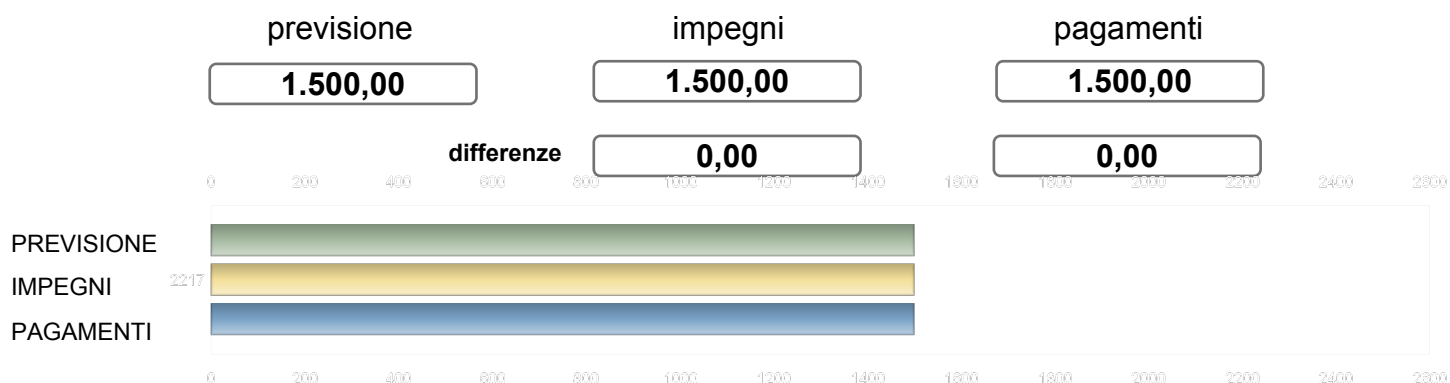 previsione impegni pagamenti
1.500,00 1.500,00 1.500,00
differenze 0,00 0,00
0 200 400 600 800 1000 1200 1400 1600 1800 2000 2200 2400 2600
PREVISIONE
2217
IMPEGNI
PAGAMENTI
0 200 400 600 800 1000 1200 1400 1600 1800 2000 2200 2400 2600